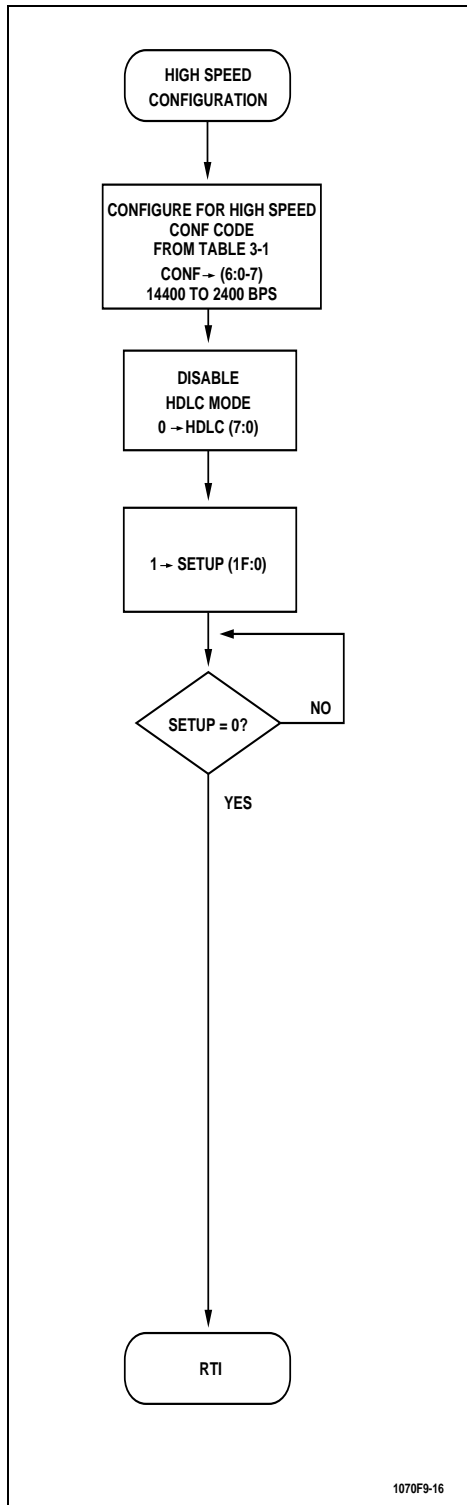 HIGH SPEED
CONFIGURATION
CONFIGURE FOR HIGH SPEED
CONF CODE
FROM TABLE 3-1
CONF→ (6:0-7)
14400 TO 2400 BPS
DISABLE
HDLC MODE
0 →HDLC (7:0)
1→ SETUP (1F:0)
SETUP = 0?
NO
YES
RTI
1070F9-16